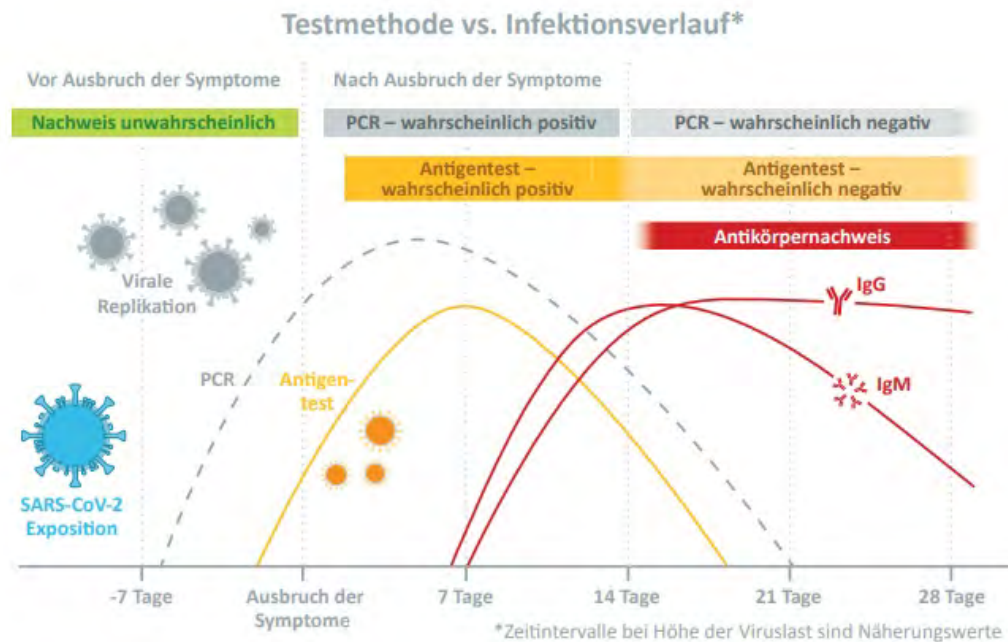 Testmethode vs. Infektionsverlauf*
Vor Ausbruch der Symptome
Nach Ausbruch der Symptome
Nachweis unwahrscheinlich
PCR – wahrscheinlich positiv
PCR – wahrscheinlich negativ
Antigentest –
wahrscheinlich positiv
Antigentest –
wahrscheinlich negativ
Antikörpernachweis
Virale
Replikation
IgG
PCR
Antigen-
test
IgM
SARS-CoV-2
Exposition
-7 Tage
Ausbruch der
Symptome
7 Tage
14 Tage
21 Tage
28 Tage
*Zeitintervalle bei Höhe der Viruslast sind Näherungswerte